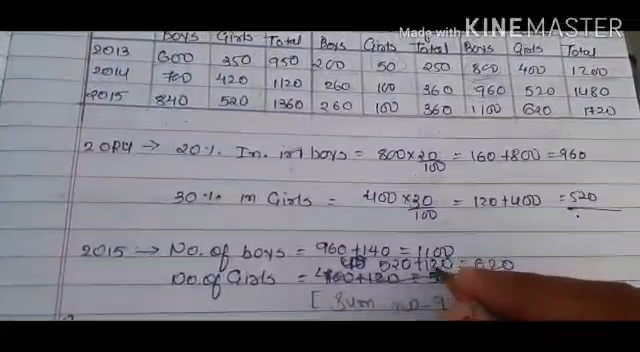 Made with KINEMASTER
Boys Girls Total Boys Girls Total Boys Girls Total
2013 600 350 950 200 50 250 800 400 1200
2014 700 420 1120 260 100 360 960 520 1480
2015 840 520 1360 260 100 360 1100 620 1720
2014 → 20% In. in boys = 800 × 20/100 = 160 + 800 = 960
30% in Girls = 400 × 30/100 = 120 + 400 = 520
2015 → No. of boys = 960 + 140 = 1100
520 + 120 = 620
No. of Girls =
[ Sum no-